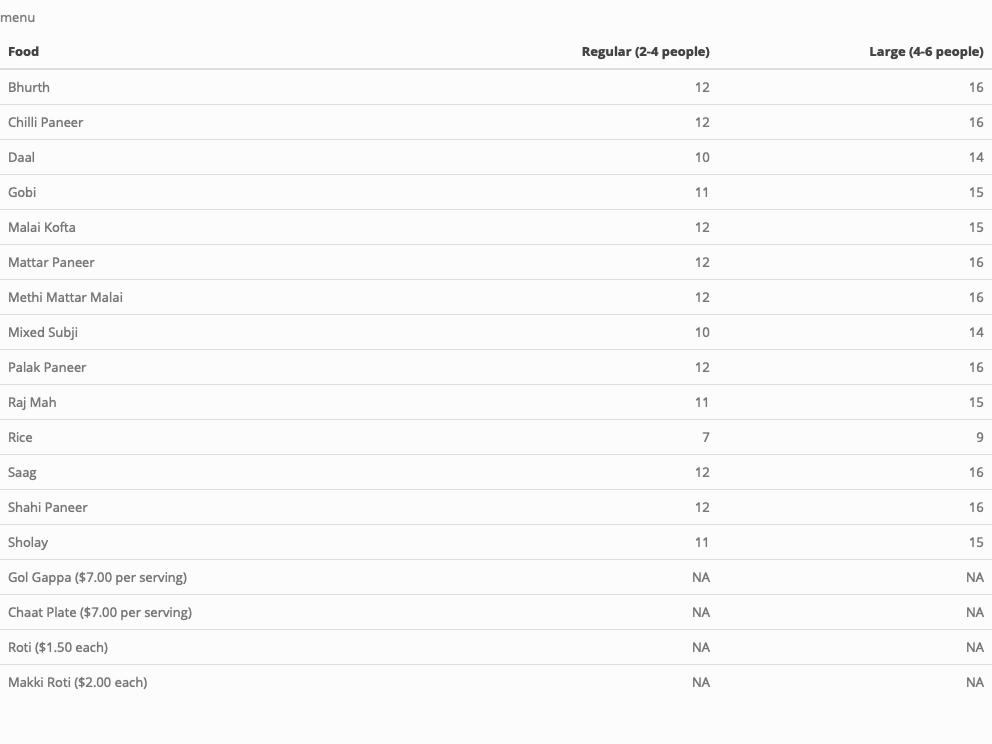 menu
Food Regular (2-4 people) Large (4-6 people)
Bhurth 12 16
Chilli Paneer 12 16
Daal 10 14
Gobi 11 15
Malai Kofta 12 15
Mattar Paneer 12 16
Methi Mattar Malai 12 16
Mixed Subji 10 14
Palak Paneer 12 16
Raj Mah 11 15
Rice 7 9
Saag 12 16
Shahi Paneer 12 16
Sholay 11 15
Gol Gappa ($7.00 per serving) NA NA
Chaat Plate ($7.00 per serving) NA NA
Roti ($1.50 each) NA NA
Makki Roti ($2.00 each) NA NA